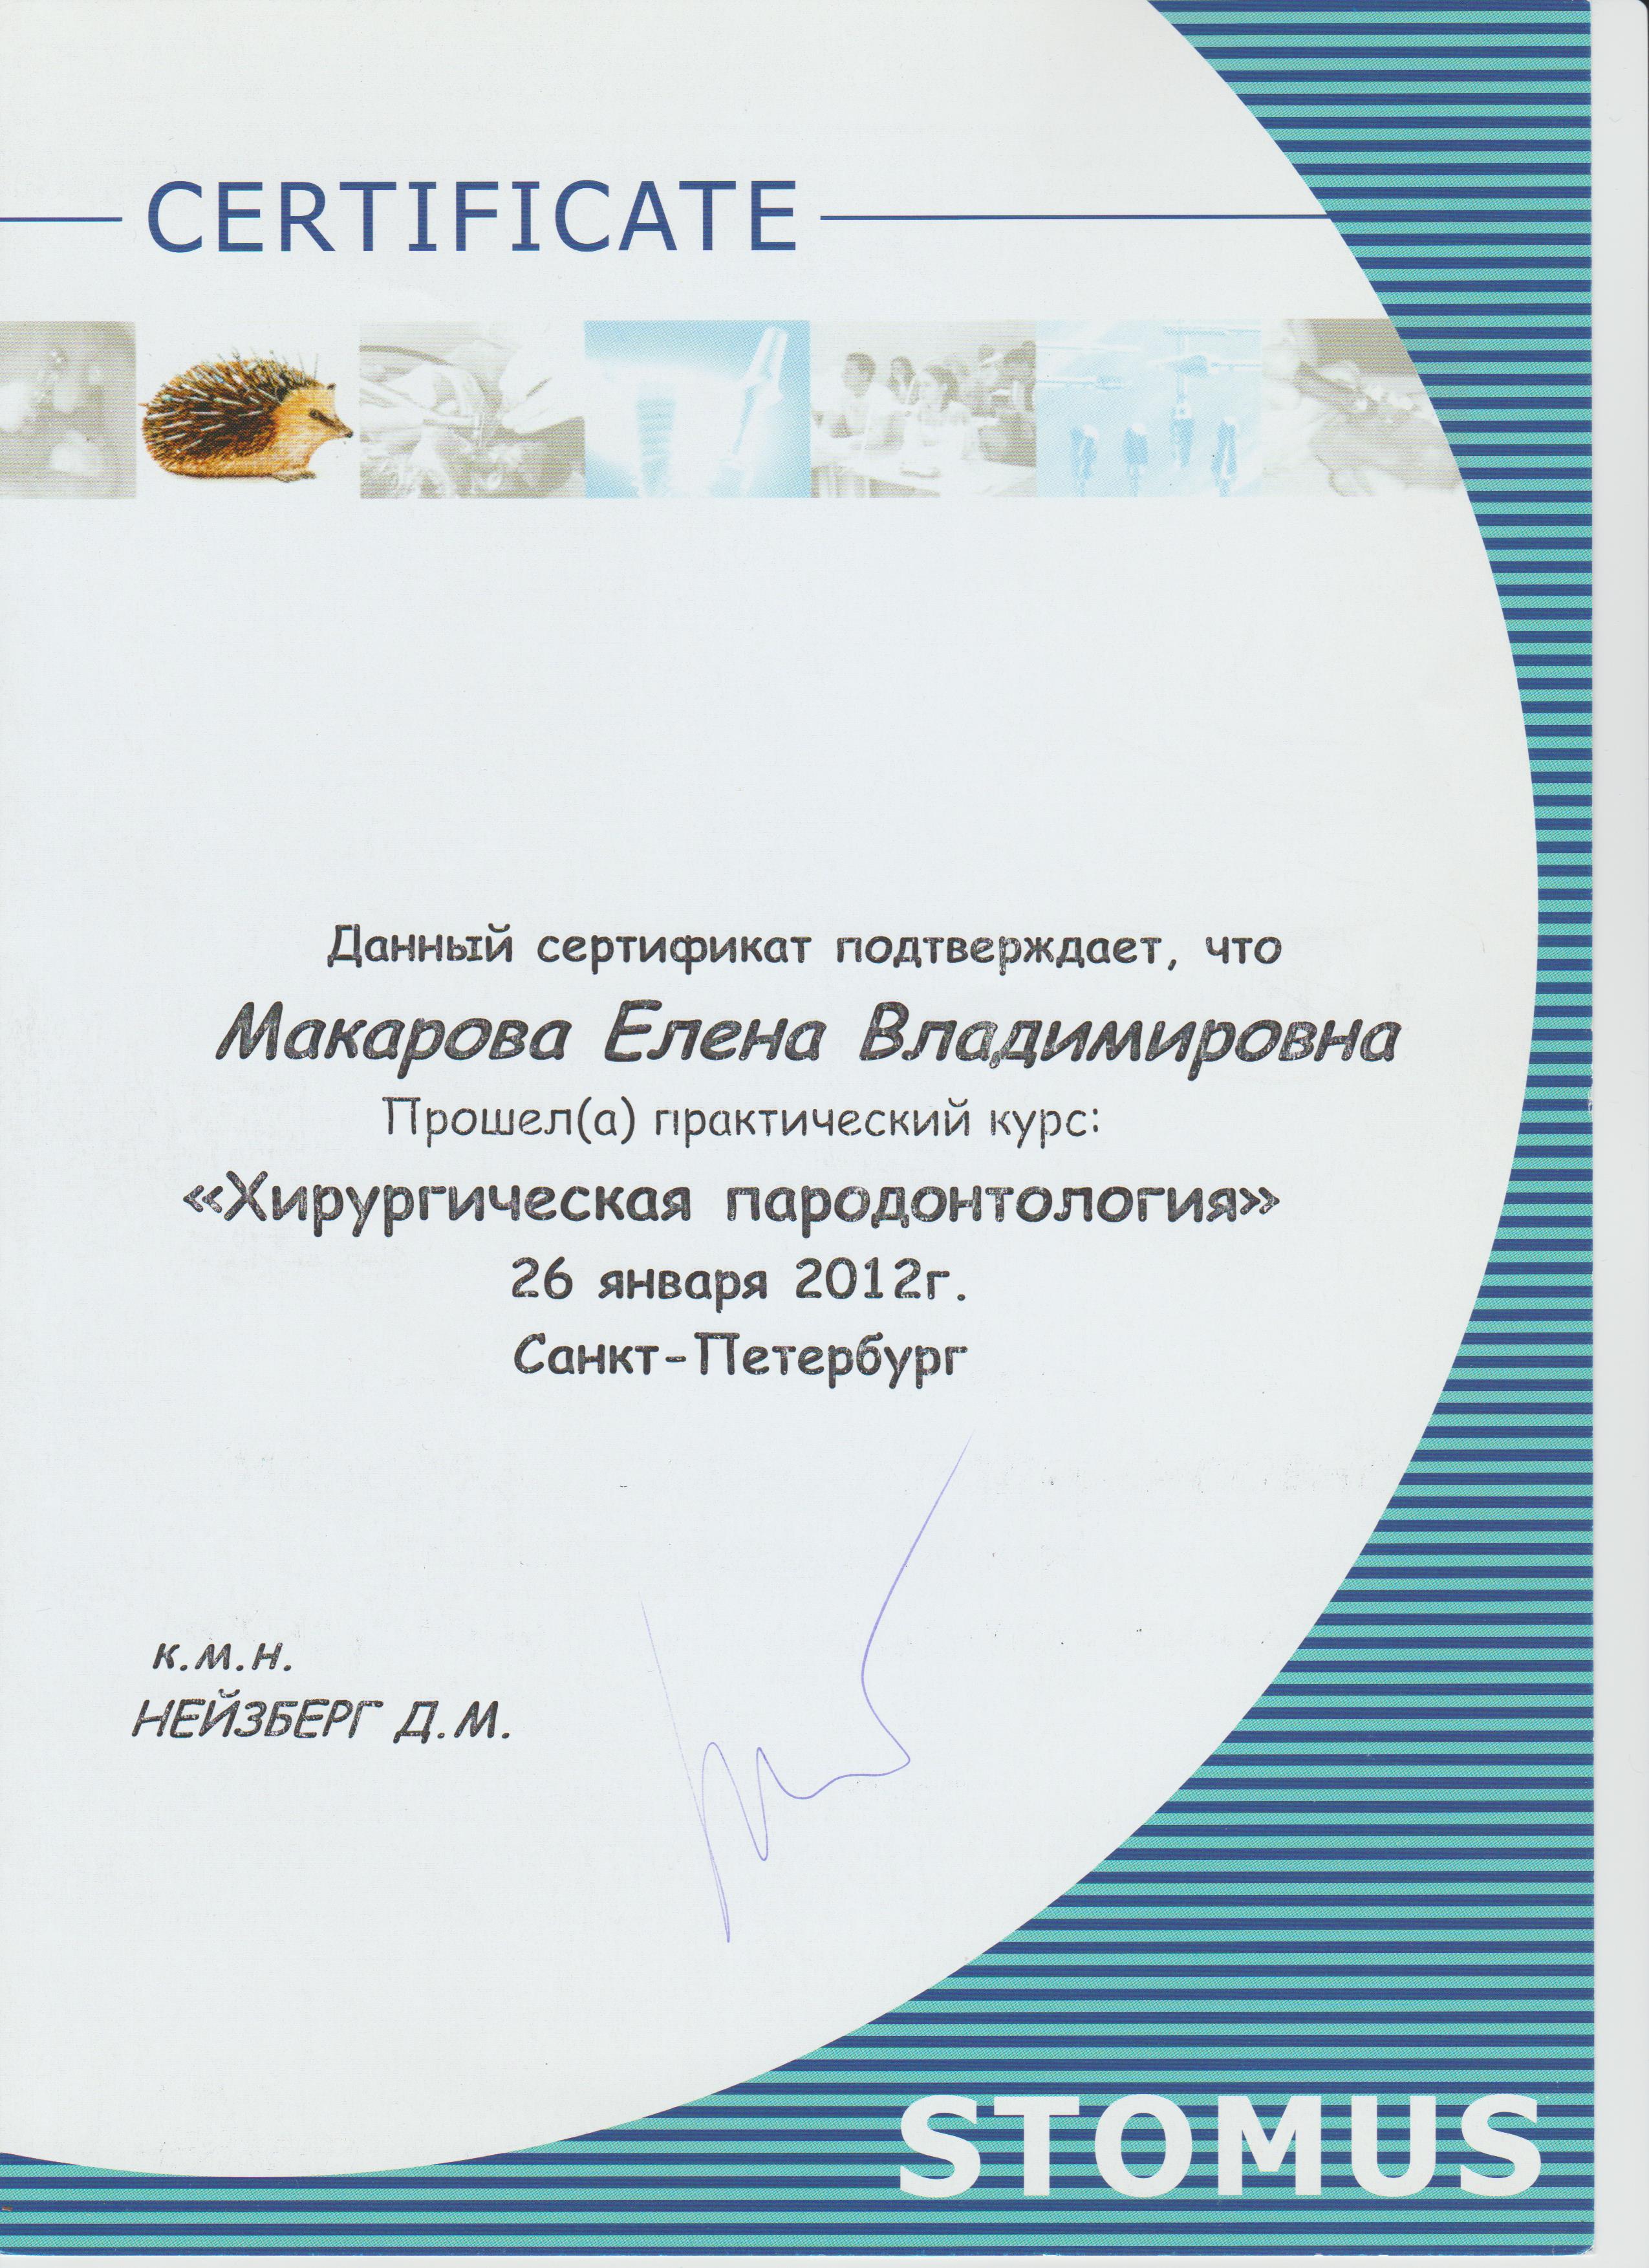 CERTIFICATE
Данный сертификат подтверждает, что
Макарова Елена Владимировна
Прошел(а) практический курс:
«Хирургическая пародонтология»
26 января 2012г.
Санкт-Петербург
к.м.н.
НЕЙЗБЕРГ Д.М.
STOMUS